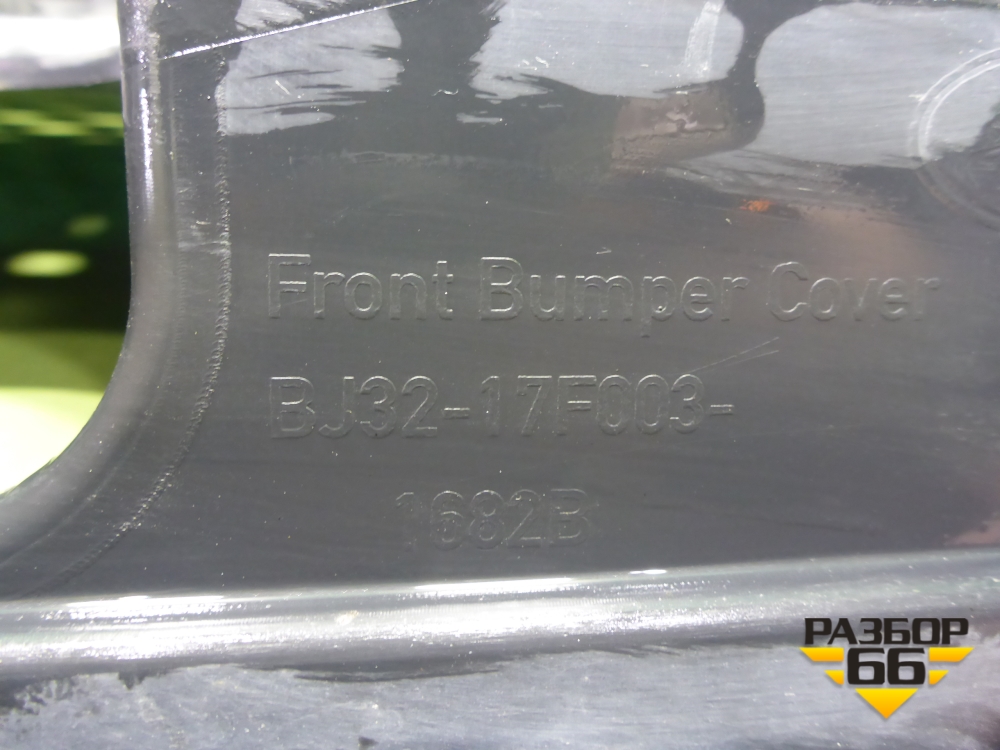 Front Bumper Cover
BJ32-17F003-
1682B
РАЗБОР
66